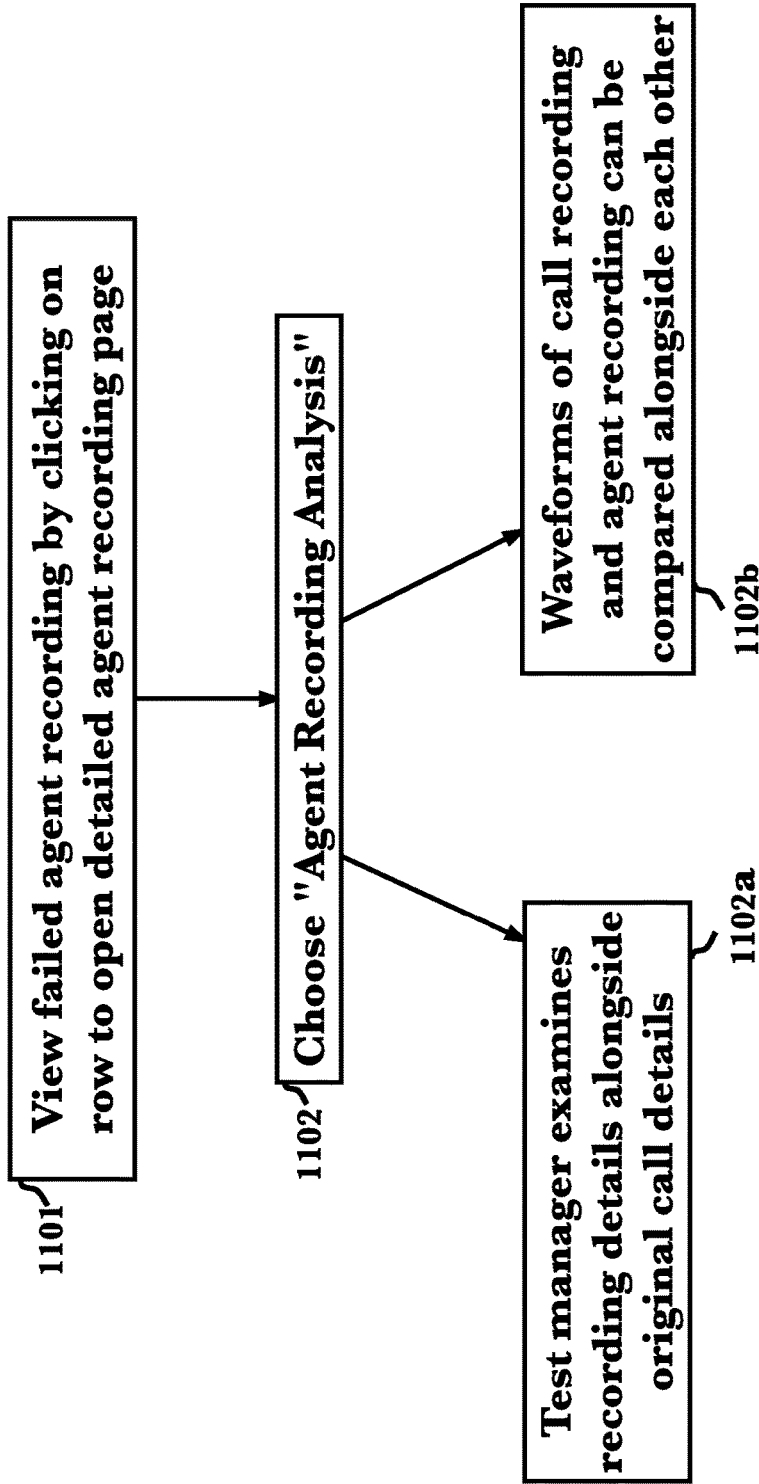 View failed agent recording by clicking on
row to open detailed agent recording page
1101
Choose "Agent Recording Analysis"
1102
Test manager examines
recording details alongside
original call details
1102a
Waveforms of call recording
and agent recording can be
compared alongside each other
1102b